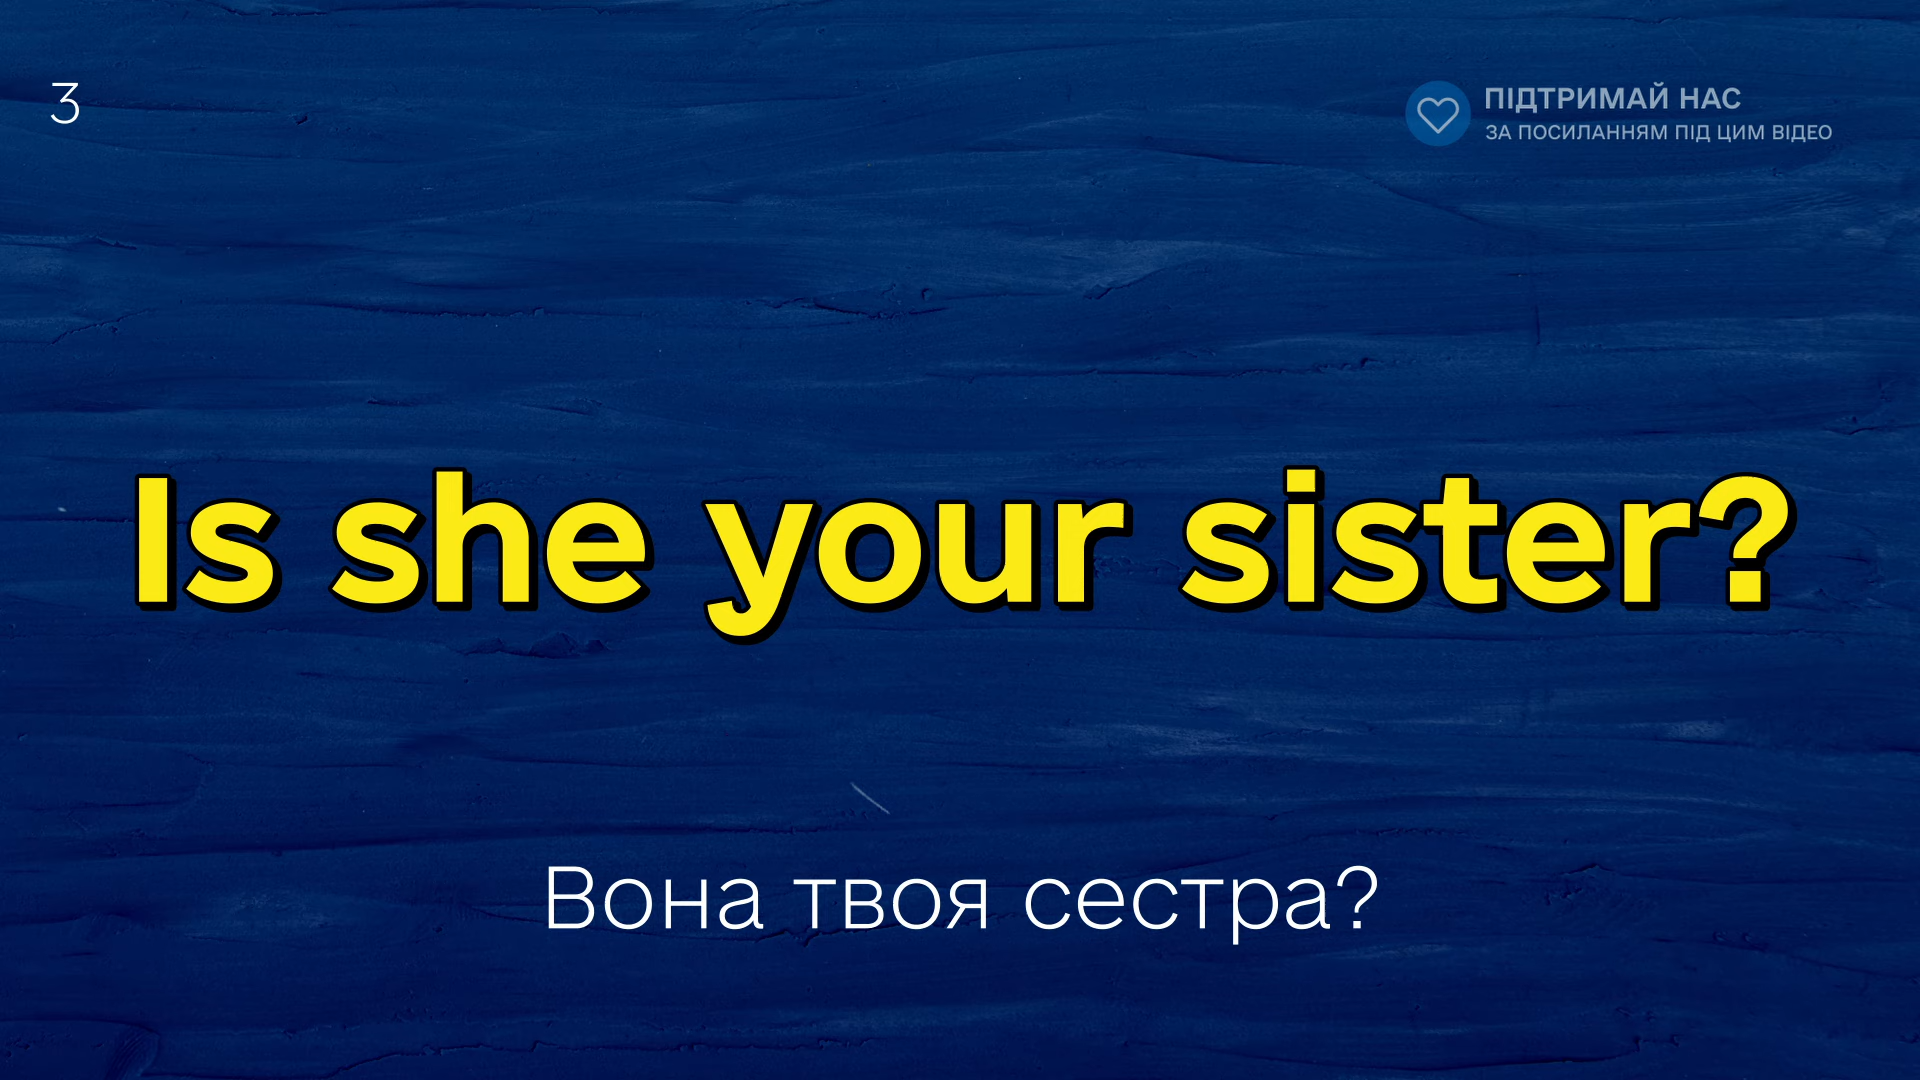 3
ПІДТРИМАЙ НАС
ЗА ПОСИЛАННЯМ ПІД ЦИМ ВІДЕО
Is she your sister?
Вона твоя сестра?